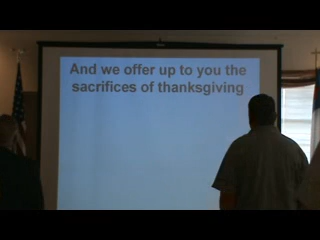 And we offer up to you the
sacrifices of thanksgiving